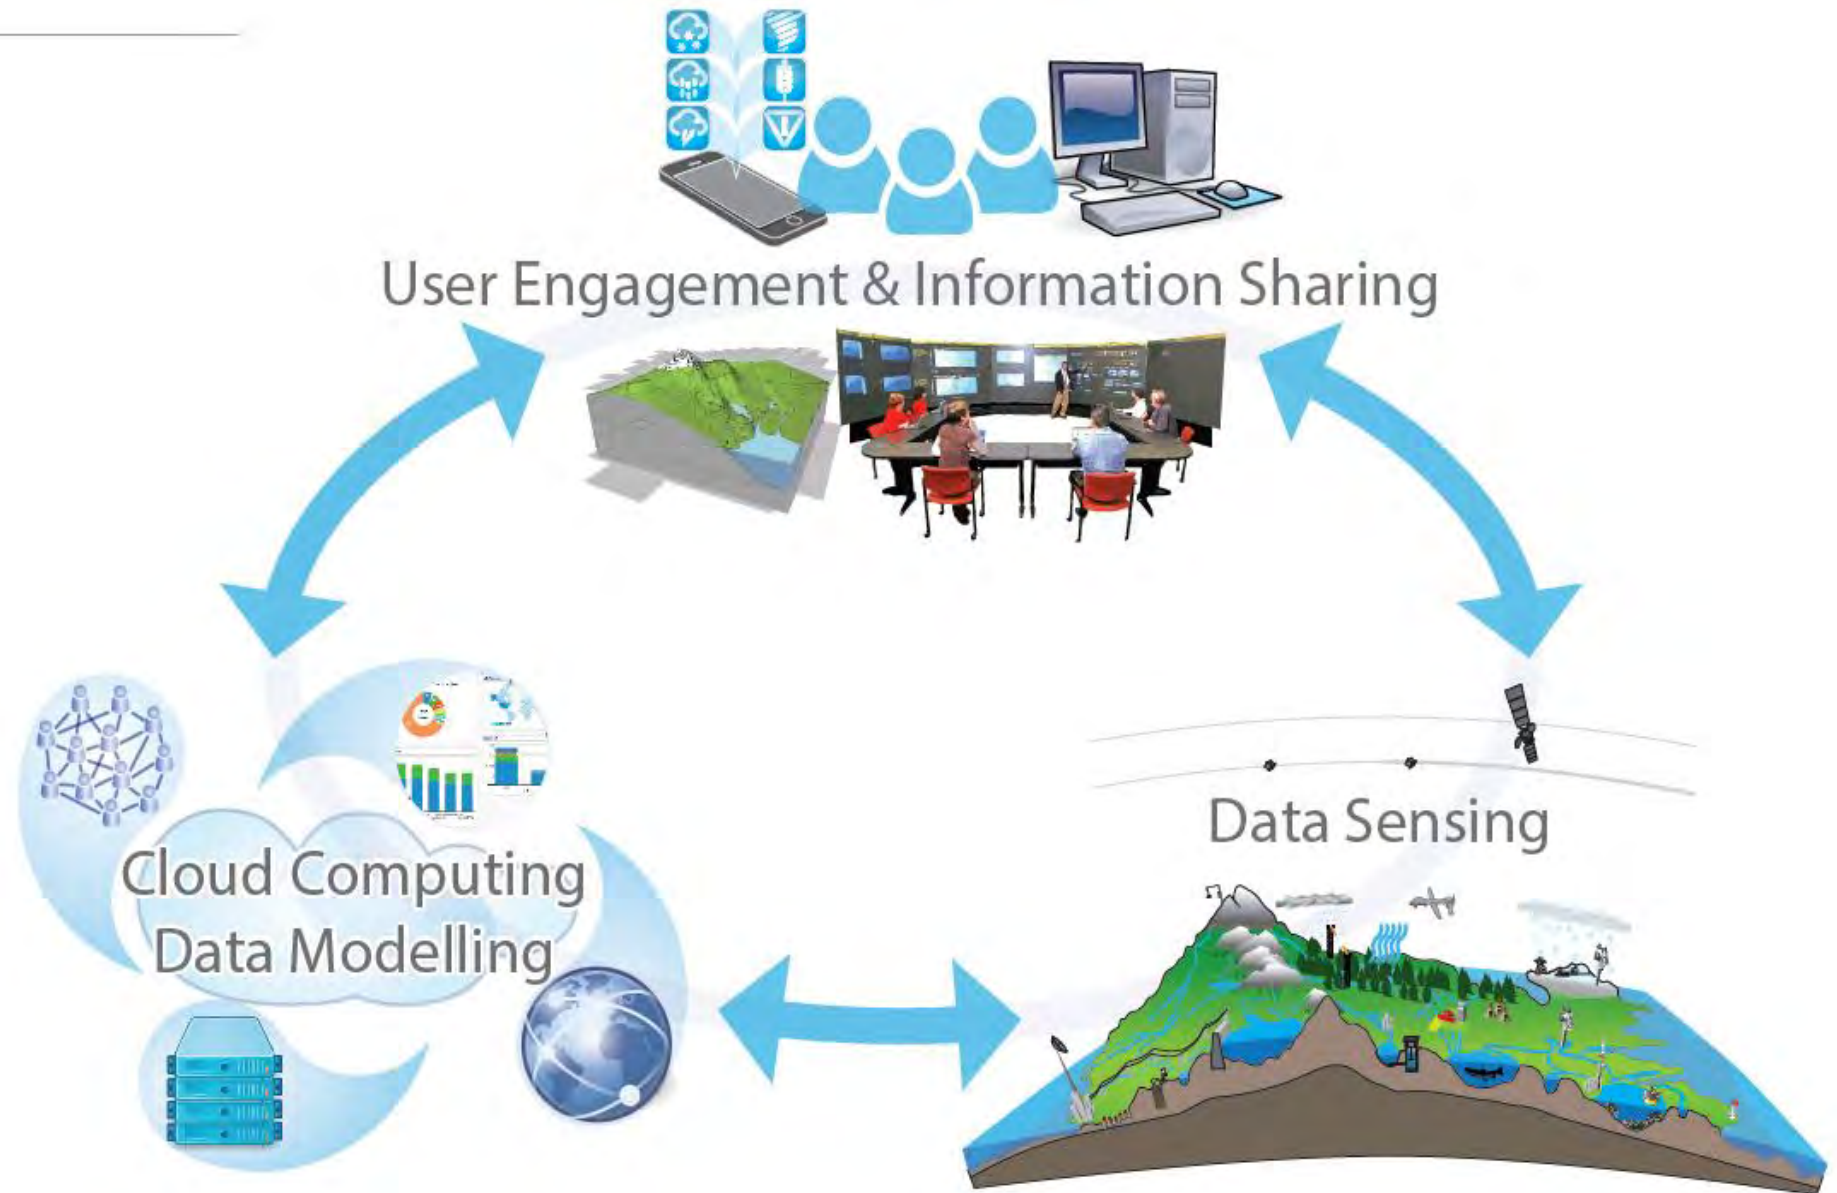 User Engagement & Information Sharing
Data Sensing
Cloud Computing
Data Modelling